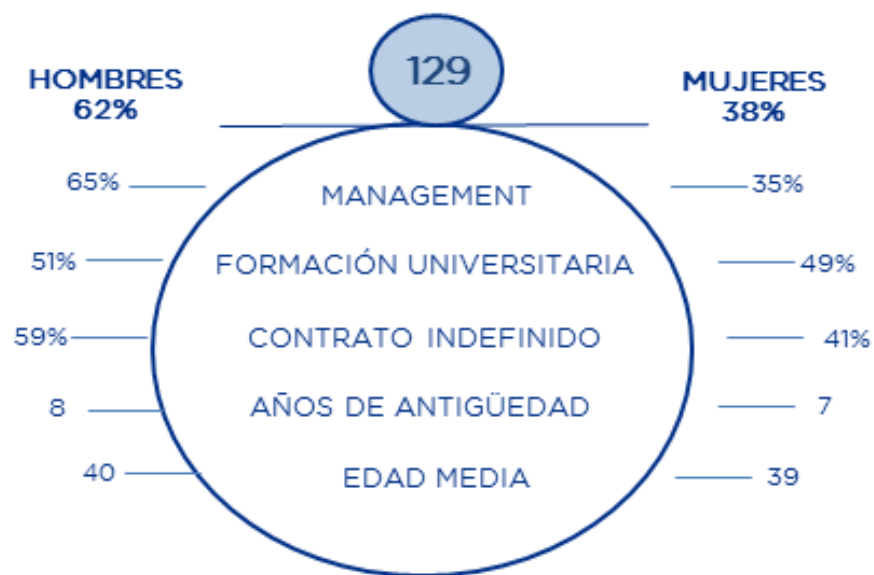 129
HOMBRES
62%
MUJERES
38%
65% MANAGEMENT 35%
51% FORMACIÓN UNIVERSITARIA 49%
59% CONTRATO INDEFINIDO 41%
8 AÑOS DE ANTIGÜEDAD 7
40 EDAD MEDIA 39